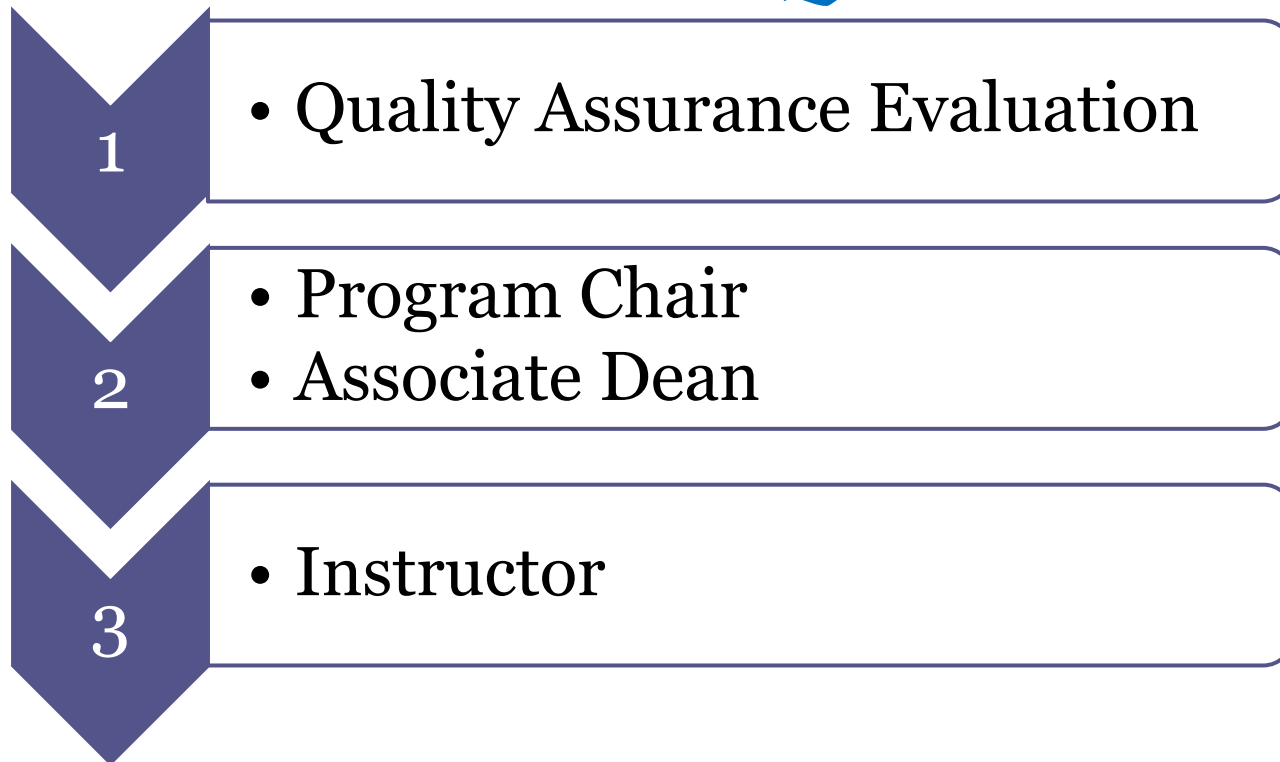 1
• Quality Assurance Evaluation
2
• Program Chair
• Associate Dean
3
• Instructor